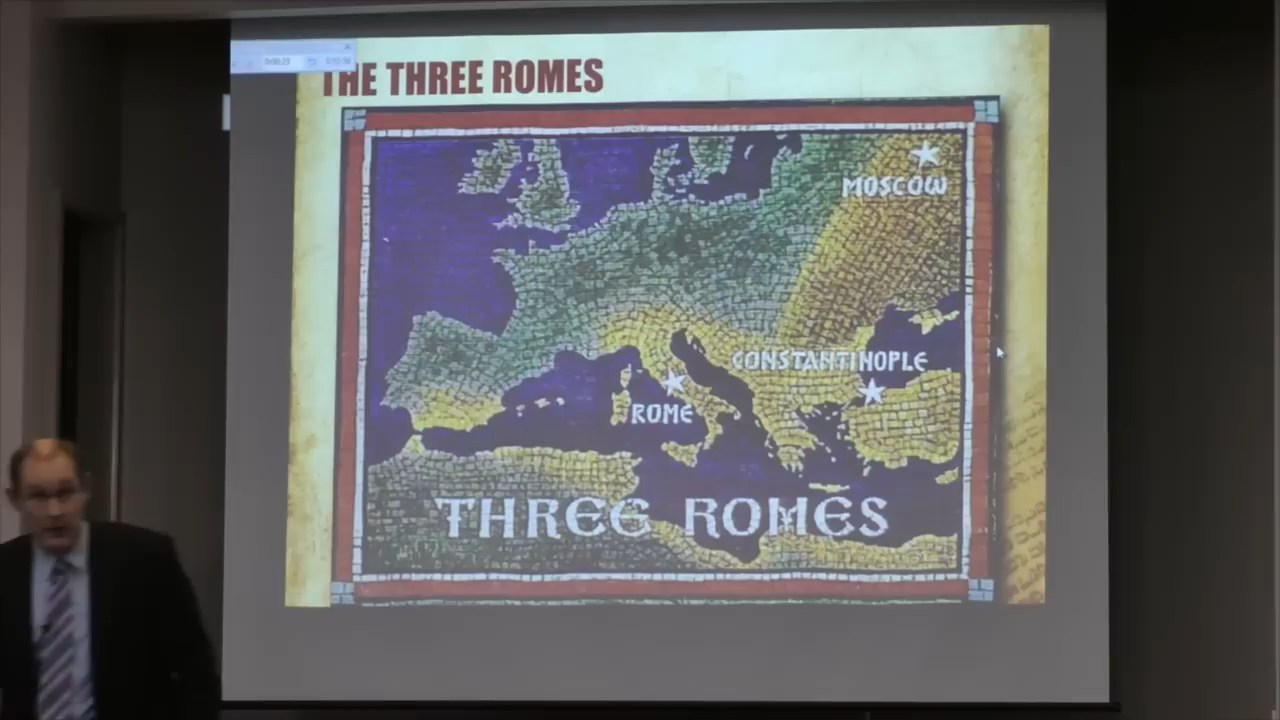 THE THREE ROMES
MOSCOW
CONSTANTINOPLE
ROME
THREE ROMES